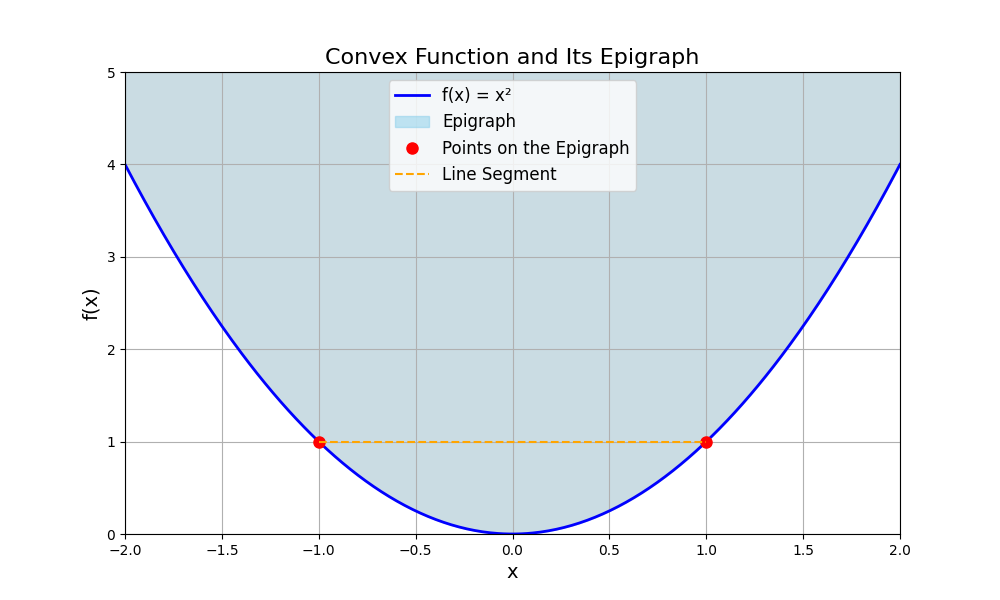 Convex Function and Its Epigraph
f(x) = x²
Epigraph
Points on the Epigraph
Line Segment
5
4
3
2
1
0
f(x)
−2.0 −1.5 −1.0 −0.5 0.0 0.5 1.0 1.5 2.0
x